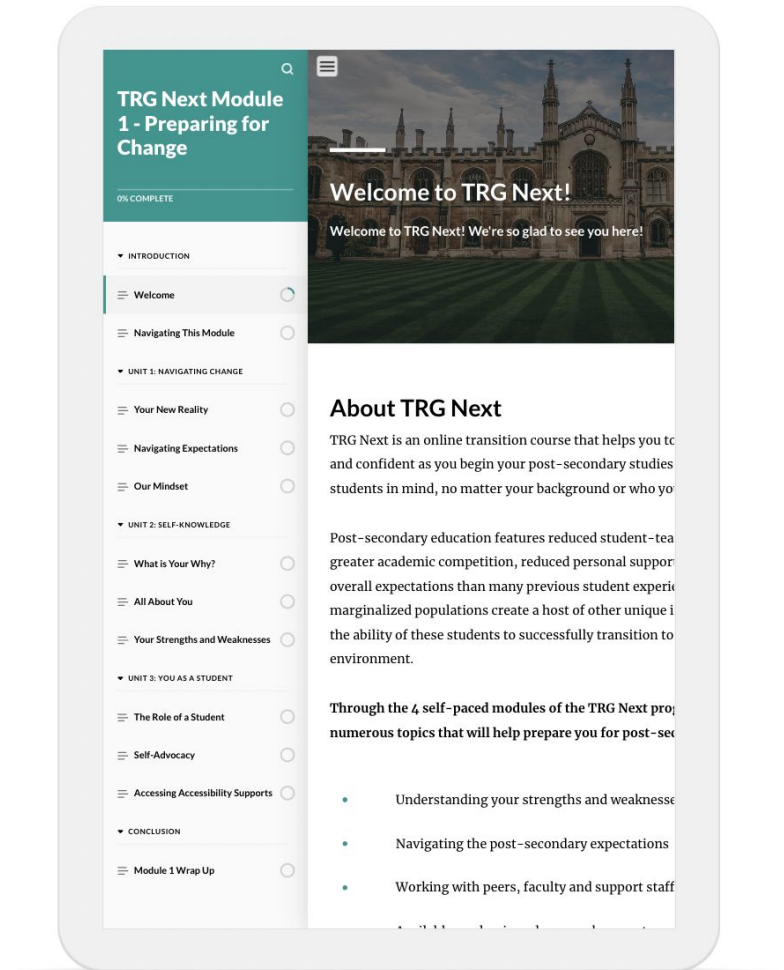 TRG Next Module
1 - Preparing for
Change
0% COMPLETE
INTRODUCTION
Welcome
Navigating This Module
UNIT 1: NAVIGATING CHANGE
Your New Reality
Navigating Expectations
Our Mindset
UNIT 2: SELF-KNOWLEDGE
What is Your Why?
All About You
Your Strengths and Weaknesses
UNIT 3: YOU AS A STUDENT
The Role of a Student
Self-Advocacy
Accessing Accessibility Supports
CONCLUSION
Module 1 Wrap Up
Welcome to TRG Next!
Welcome to TRG Next! We're so glad to see you here!
About TRG Next
TRG Next is an online transition course that helps you to
and confident as you begin your post-secondary studies
students in mind, no matter your background or who
Post-secondary education features reduced
greater academic competition, reduced personal
overall expectations than many previous student
marginalized populations create a host of other unique
the ability of these students to successfully transition to
environment.
Through the 4 self-paced modules of the TRG Next
numerous topics that will help prepare you for
Understanding your strengths and
Navigating the post-secondary expectations
Working with peers, faculty and support staff